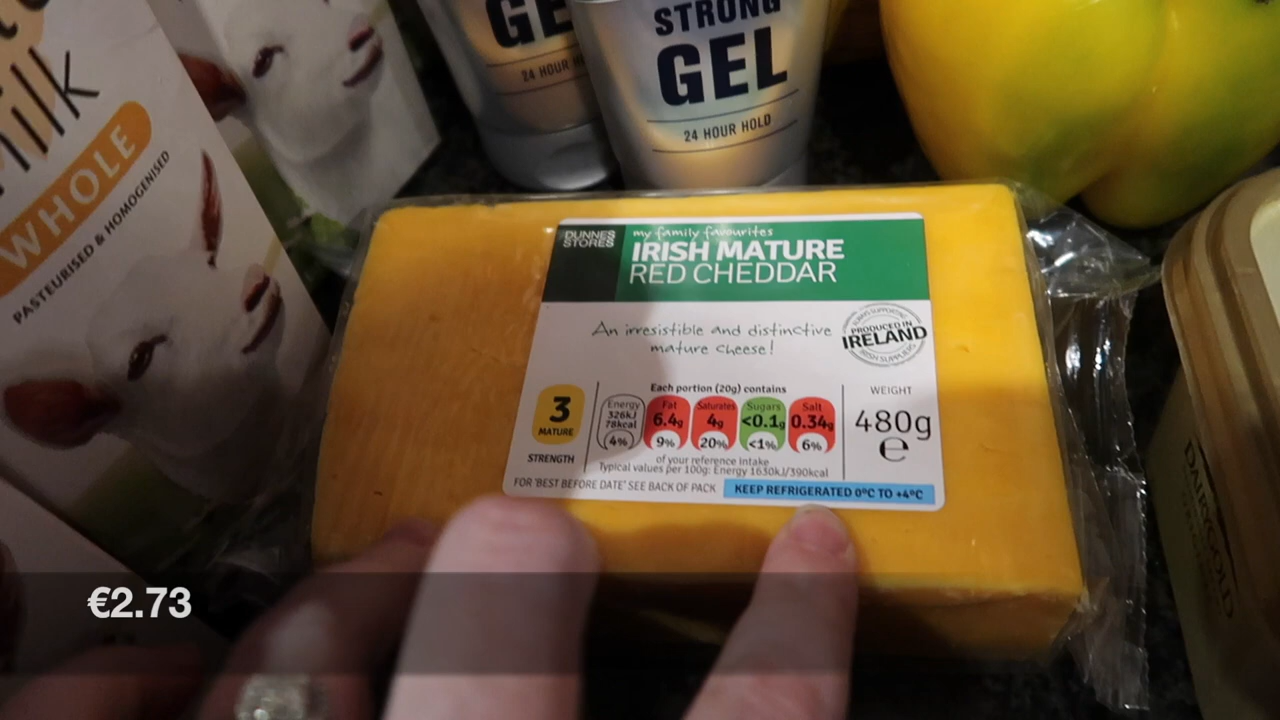 ilk
WHOLE
PASTEURISED & HOMOGENISED
GE
24 HOUR
STRONG
GEL
24 HOUR HOLD
DUNNES
STORES
my family favourites
IRISH MATURE
RED CHEDDAR
An irresistible and distinctive
mature cheese!
ALWAYS SUPPORTING
PRODUCED IN
IRELAND
IRISH SUPPLIERS
3
MATURE
STRENGTH
Each portion (20g) contains
Energy Fat Saturates Sugars Salt
326kJ
78kcal 6.4g 4g <0.1g 0.34g
4% 9% 20% <1% 6%
of your reference intake
Typical values per 100g: Energy 1630kJ/390kcal
WEIGHT
480g
e
FOR 'BEST BEFORE DATE' SEE BACK OF PACK
KEEP REFRIGERATED 0°C TO +4°C
DAIRYGOLD
€2.73